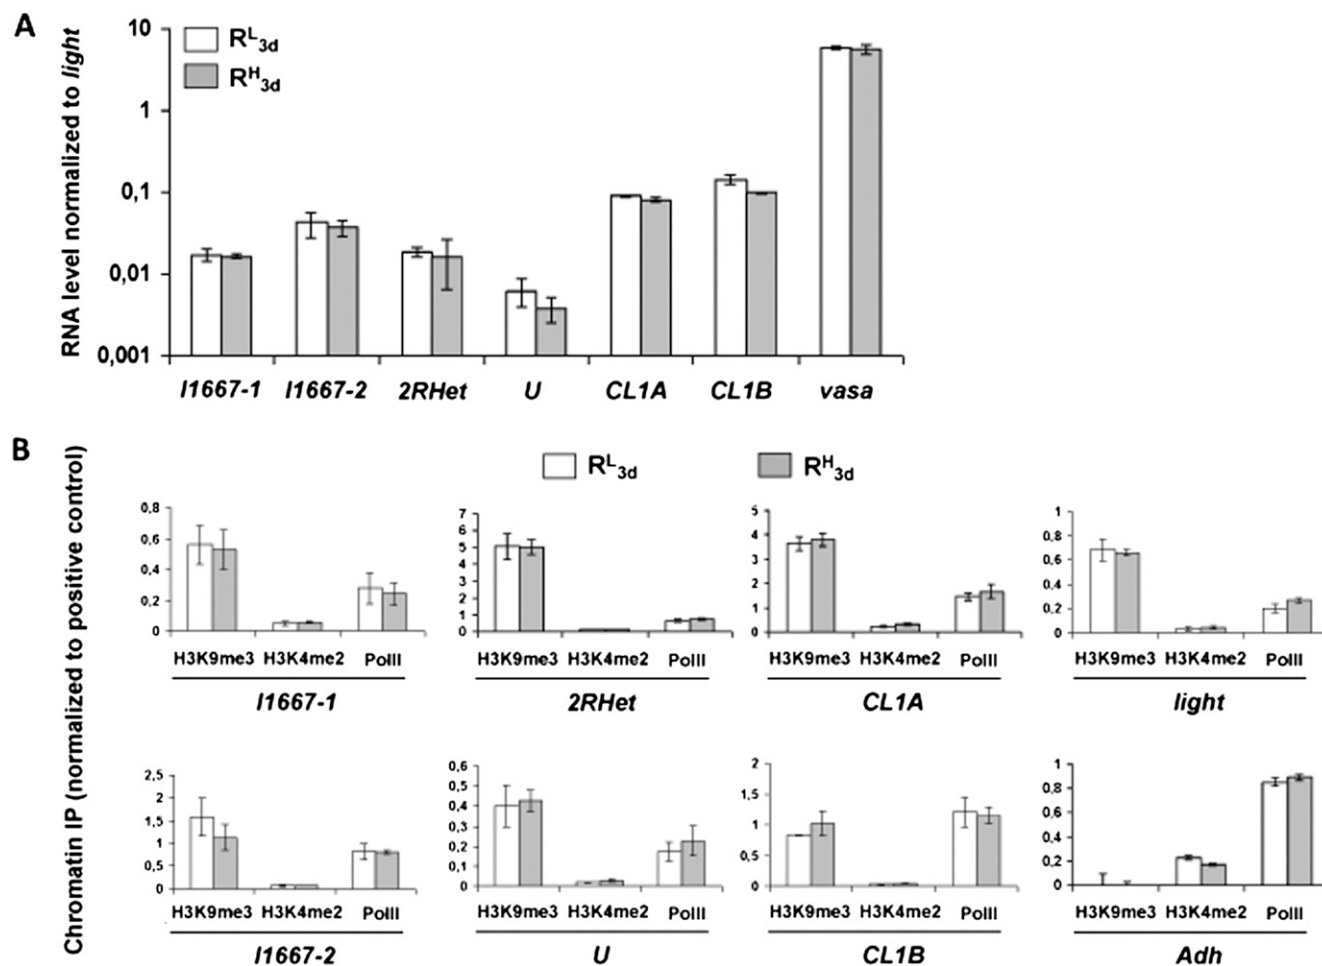 A
RNA level normalized to light
10
1
0,1
0,01
0,001
R^L_3d
R^H_3d
I1667-1 I1667-2 2RHet U CL1A CL1B vasa
B
Chromatin IP (normalized to positive control)
R^L_3d R^H_3d
0,8
0,6
0,4
0,2
0
H3K9me3 H3K4me2 PolII
I1667-1
7
6
5
4
3
2
1
0
H3K9me3 H3K4me2 PolII
2RHet
5
4
3
2
1
0
H3K9me3 H3K4me2 PolII
CL1A
1
0,8
0,6
0,4
0,2
0
H3K9me3 H3K4me2 PolII
light
2,5
2
1,5
1
0,5
0
H3K9me3 H3K4me2 PolII
I1667-2
0,6
0,5
0,4
0,3
0,2
0,1
0
H3K9me3 H3K4me2 PolII
U
2
1,5
1
0,5
0
H3K9me3 H3K4me2 PolII
CL1B
1
0,8
0,6
0,4
0,2
0
H3K9me3 H3K4me2 PolII
Adh